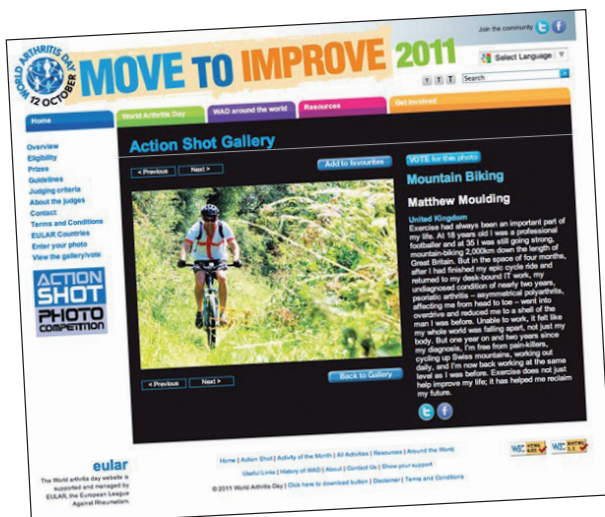 Join the community
WORLD ARTHRITIS DAY
12 OCTOBER
MOVE TO IMPROVE 2011
Select Language
T T T Search
Home
World Arthritis Day
WAD around the world
Resources
Get involved
Overview
Eligibility
Prizes
Guidelines
Judging criteria
About the judges
Contact
Terms and Conditions
EULAR Countries
Enter your photo
View the gallery/vote
ACTION
SHOT
PHOTO
COMPETITION
Action Shot Gallery
< Previous
Next >
Add to favourites
< Previous
Next >
Back to Gallery
VOTE for this photo
Mountain Biking
Matthew Moulding
United Kingdom
Exercise had always been an important part of
my life. At 18 years old I was a professional
footballer and at 35 I was still going strong,
mountain-biking 2,000km down the length of
Great Britain. But in the space of four months,
after I had finished my epic cycle ride and
returned to my desk-bound IT work, my
undiagnosed condition of nearly two years,
psoriatic arthritis – asymmetrical polyarthritis,
affecting me from head to toe – went into
overdrive and reduced me to a shell of the
man I was before. Unable to work, it felt like
my whole world was falling apart, not just my
body. But one year on and two years since
my diagnosis, I'm free from pain-killers,
cycling up Swiss mountains, working out
daily, and I'm now back working at the same
level as I was before. Exercise does not just
help improve my life; it has helped me reclaim
my future.
eular
The World arthritis day website is
supported and managed by
EULAR, the European League
Against Rheumatism.
Home | Action Shot | Activity of the Month | All Activities | Resources | Around the World
Useful Links | History of WAD | About | Contact Us | Show your support
© 2011 World Arthritis Day | Click here to download button | Disclaimer | Terms and Conditions